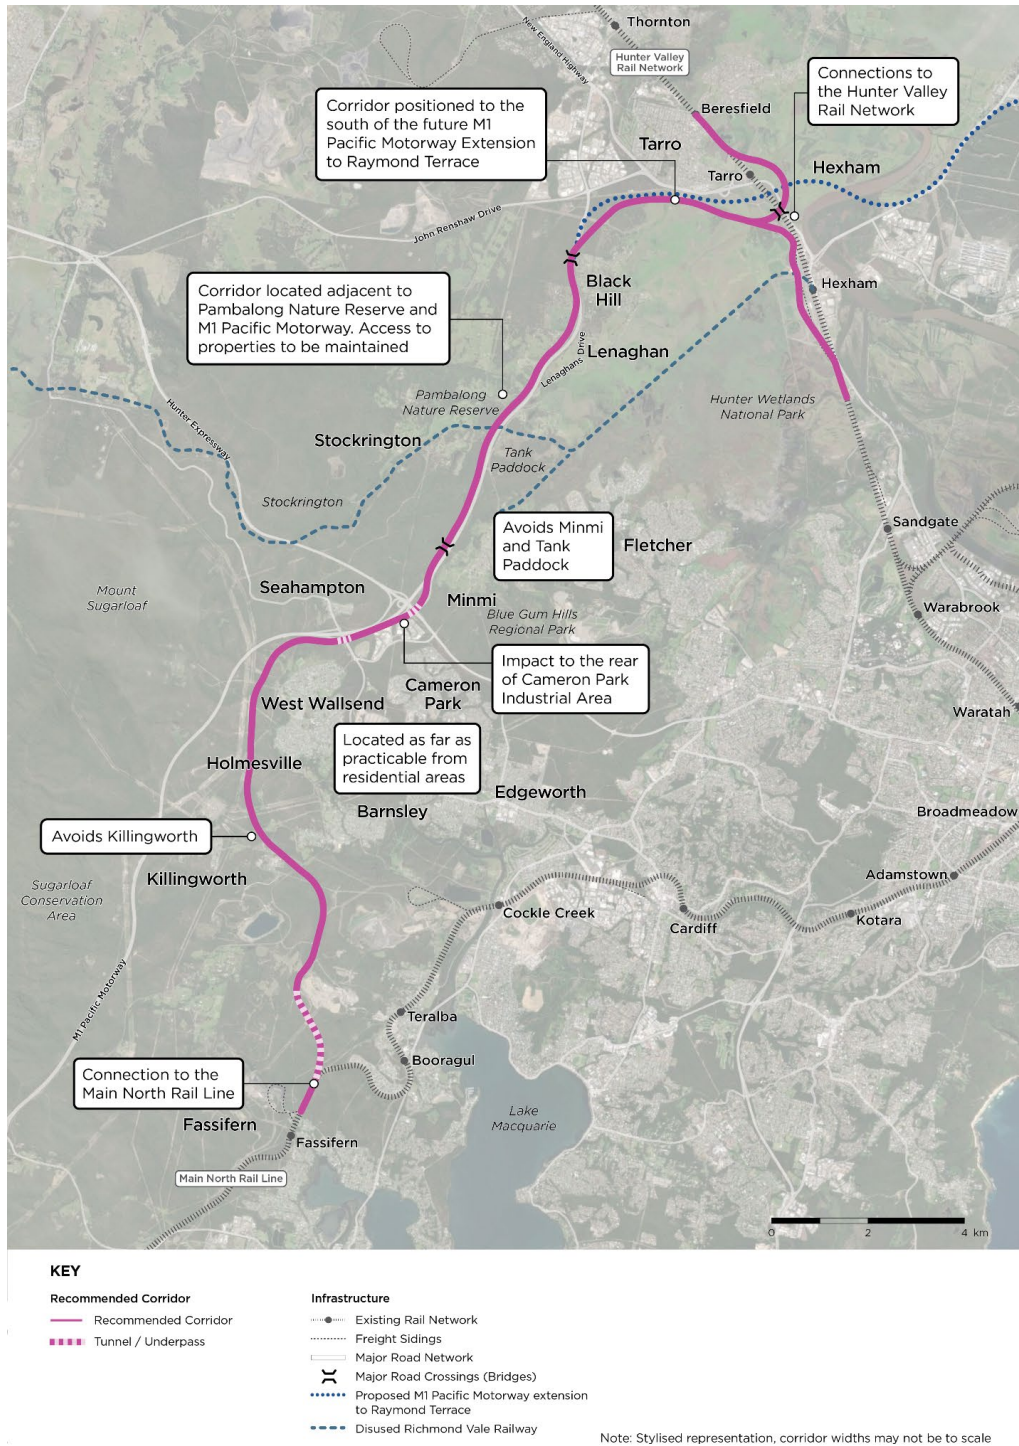 Thornton
New England Highway
Hunter Valley
Rail Network
Connections to
the Hunter Valley
Rail Network
Corridor positioned to the
south of the future M1
Pacific Motorway Extension
to Raymond Terrace
Beresfield
Tarro
Tarro
Hexham
John Renshaw Drive
Black
Hill
Hexham
Corridor located adjacent to
Pambalong Nature Reserve and
M1 Pacific Motorway. Access to
properties to be maintained
Lenaghans Drive
Lenaghan
Pambalong
Nature Reserve
Hunter Wetlands
National Park
Hunter Expressway
Stockrington
Tank
Paddock
Stockrington
Sandgate
Avoids Minmi
and Tank
Paddock
Fletcher
Mount
Sugarloaf
Seahampton
Minmi
Blue Gum Hills
Regional Park
Warabrook
Impact to the rear
of Cameron Park
Industrial Area
Cameron
Park
West Wallsend
Waratah
Located as far as
practicable from
residential areas
Holmesville
Edgeworth
Barnsley
Broadmeadow
Avoids Killingworth
Killingworth
Sugarloaf
Conservation
Area
Adamstown
Cockle Creek
Cardiff
Kotara
M1 Pacific Motorway
Teralba
Booragul
Connection to the
Main North Rail Line
Lake
Macquarie
Fassifern
Fassifern
Main North Rail Line
0 2 4 km
KEY
Recommended Corridor
Recommended Corridor
Tunnel / Underpass
Infrastructure
Existing Rail Network
Freight Sidings
Major Road Network
Major Road Crossings (Bridges)
Proposed M1 Pacific Motorway extension
to Raymond Terrace
Disused Richmond Vale Railway
Note: Stylised representation, corridor widths may not be to scale